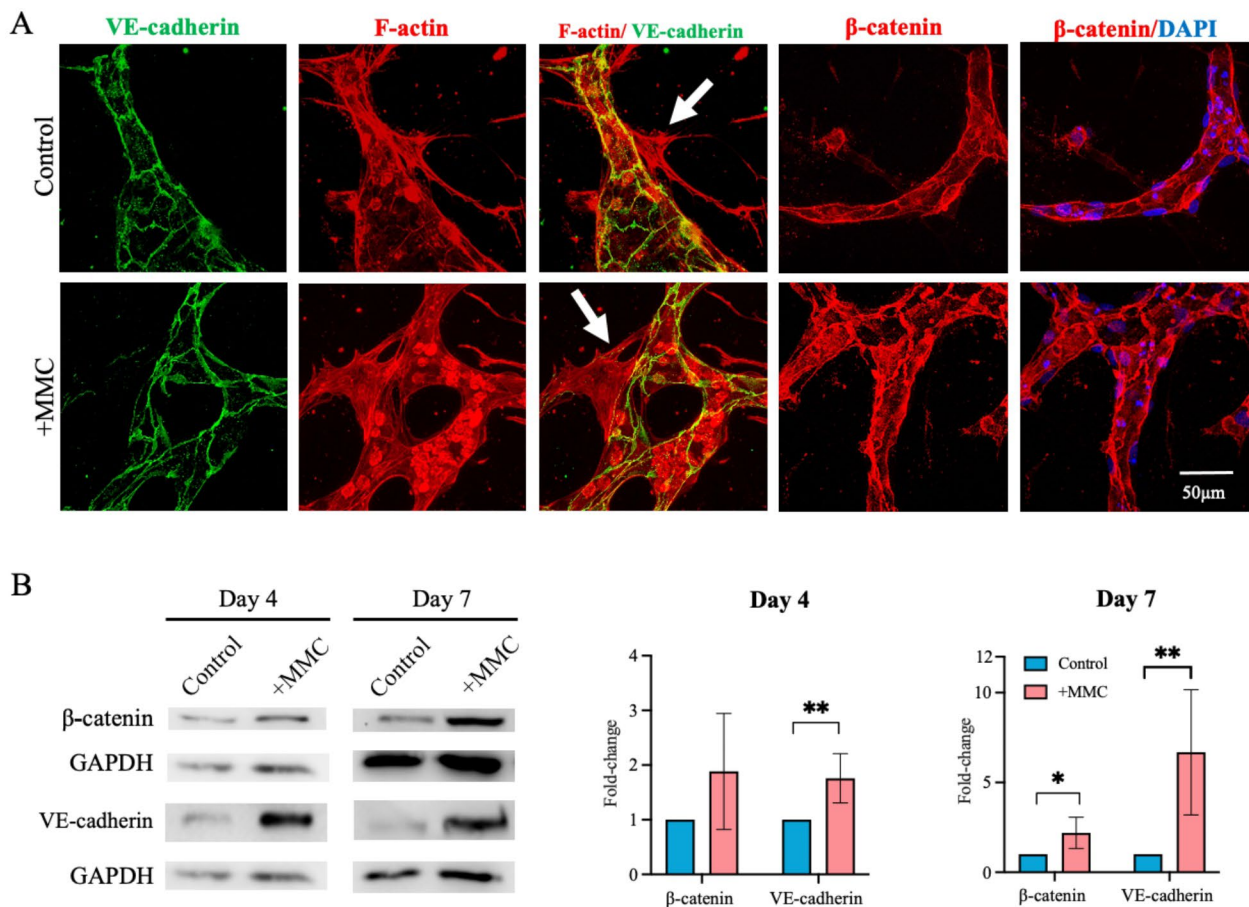 A
VE-cadherin
F-actin
F-actin/ VE-cadherin
β-catenin
β-catenin/DAPI
Control
+MMC
50μm
B
Day 4
Day 7
Control
+MMC
Control
+MMC
β-catenin
GAPDH
VE-cadherin
GAPDH
Day 4
Fold-change
4
3
2
1
0
**
β-catenin
VE-cadherin
Day 7
Fold-change
12
10
5
0
Control
+MMC
*
**
β-catenin
VE-cadherin